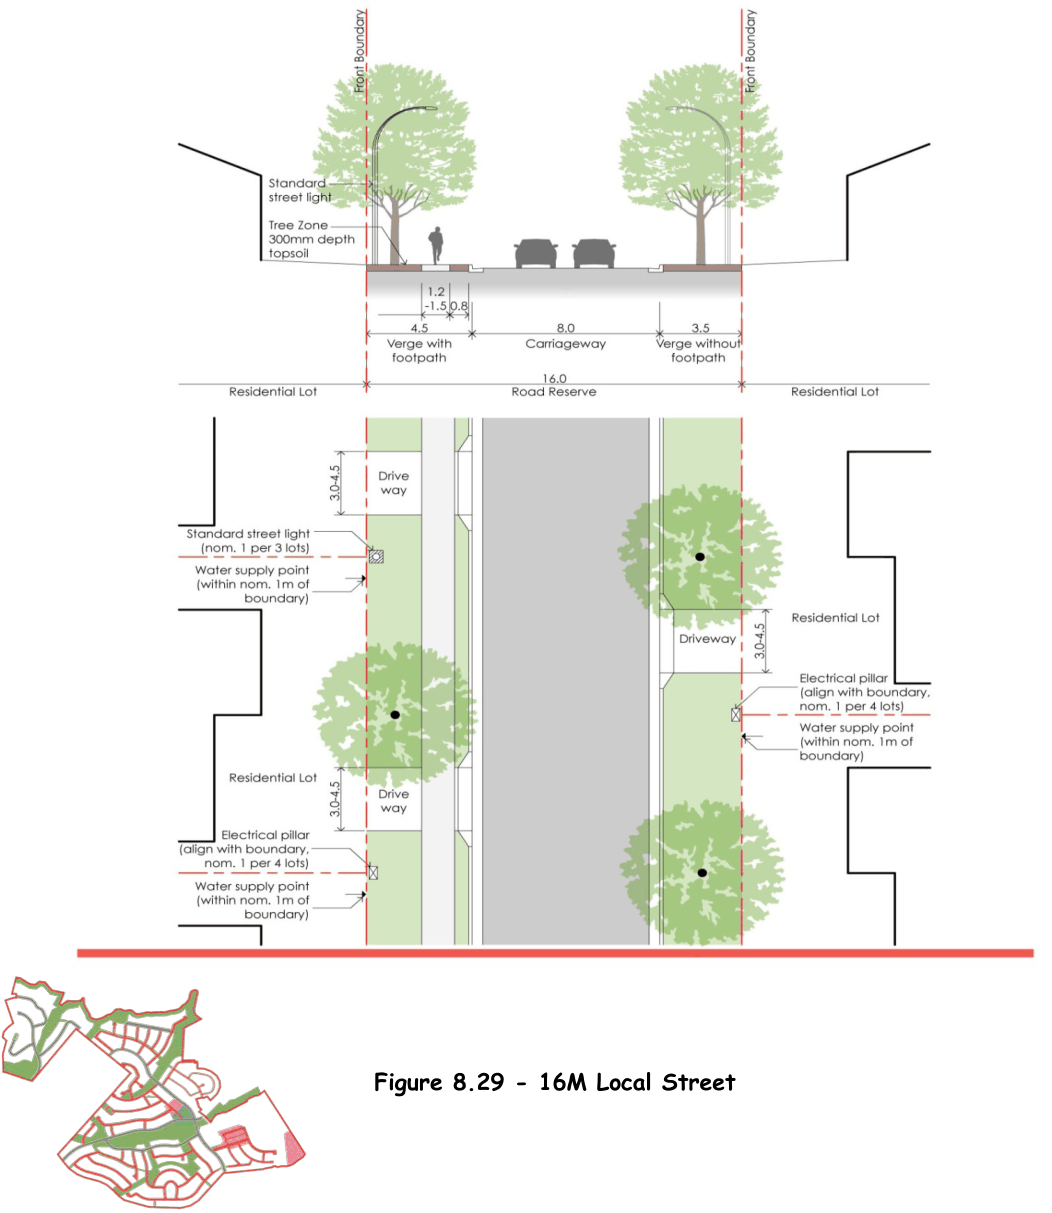 Front Boundary
Front Boundary
Standard
street light
Tree Zone
300mm depth
topsoil
1.2
-1.5
0.8
4.5
8.0
3.5
Verge with
footpath
Carriageway
Verge without
footpath
16.0
Residential Lot
Road Reserve
Residential Lot
3.0-4.5
Drive
way
Standard street light
(nom. 1 per 3 lots)
Water supply point
(within nom. 1m of
boundary)
Residential Lot
Driveway
3.0-4.5
Electrical pillar
(align with boundary,
nom. 1 per 4 lots)
Water supply point
(within nom. 1m of
boundary)
Residential Lot
3.0-4.5
Drive
way
Electrical pillar
(align with boundary,
nom. 1 per 4 lots)
Water supply point
(within nom. 1m of
boundary)
Figure 8.29 - 16M Local Street